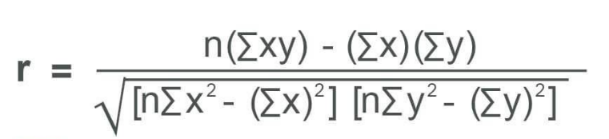 r = n(∑xy) - (∑x)(∑y) / √[n∑x² - (∑x)²] [n∑y² - (∑y)²]